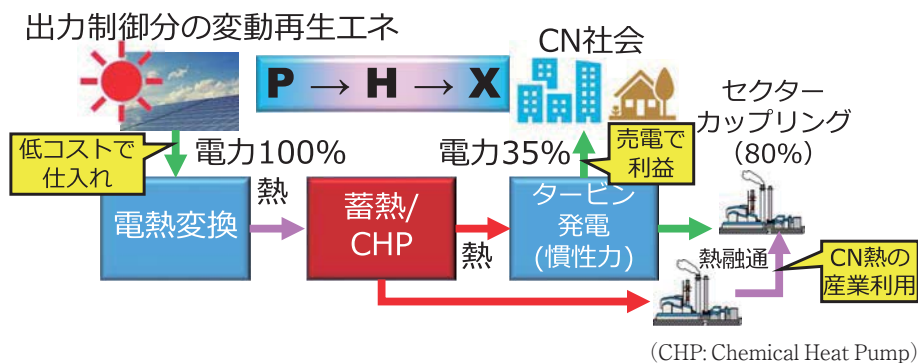 出力制御分の変動再生エネ
P → H → X
CN社会
セクター
カップリング
（80%）
低コストで
仕入れ
電力100%
電力35%
売電で
利益
電熱変換
熱
蓄熱/
CHP
熱
タービン
発電
(慣性力)
熱融通
CN熱の
産業利用
(CHP: Chemical Heat Pump)